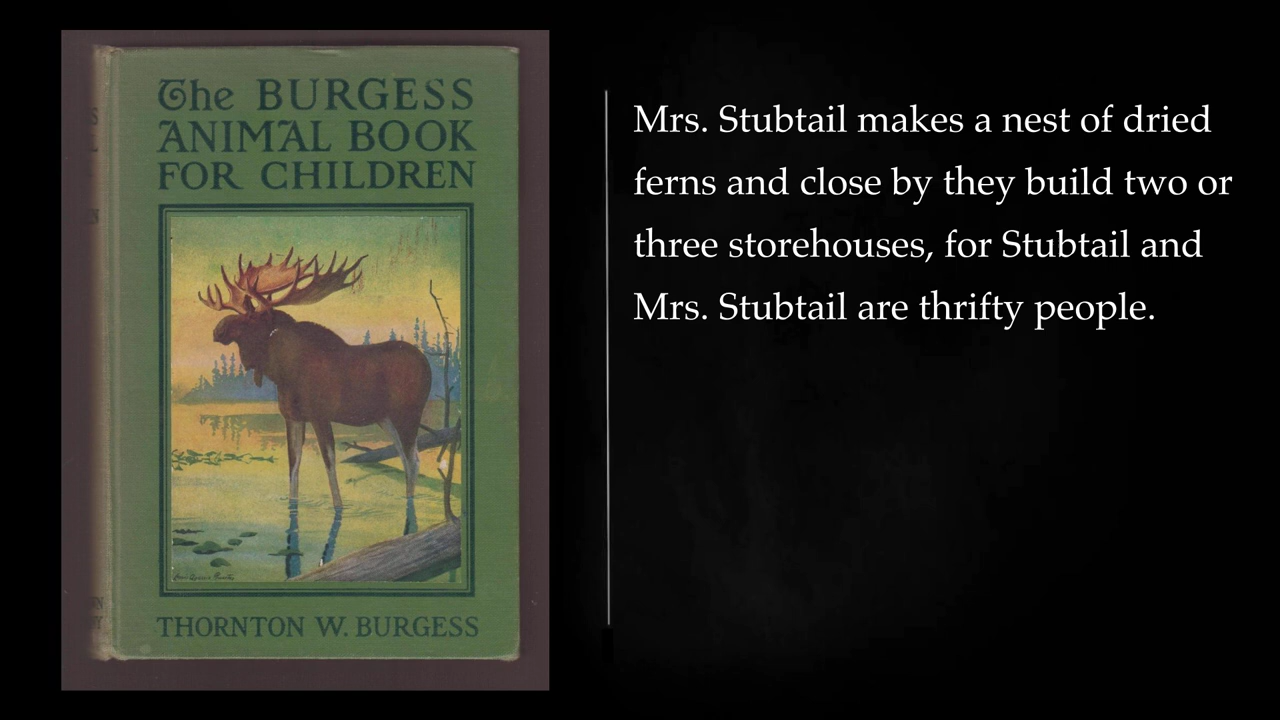 The BURGESS
ANIMAL BOOK
FOR CHILDREN
THORNTON W. BURGESS
Mrs. Stubtail makes a nest of dried
ferns and close by they build two or
three storehouses, for Stubtail and
Mrs. Stubtail are thrifty people.